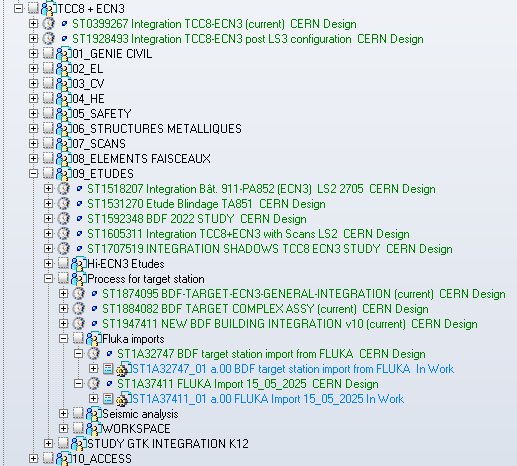 TCC8 + ECN3
ST0399267 Integration TCC8-ECN3 (current) CERN Design
ST1928493 Integration TCC8-ECN3 post LS3 configuration CERN Design
01_GENIE CIVIL
02_EL
03_CV
04_HE
05_SAFETY
06_STRUCTURES METALLIQUES
07_SCANS
08_ELEMENTS FAISCEAUX
09_ETUDES
ST1518207 Integration Bât. 911-PA852 (ECN3) LS2 2705 CERN Design
ST1531270 Etude Blindage TA851 CERN Design
ST1592348 BDF 2022 STUDY CERN Design
ST1605311 Integration TCC8+ECN3 with Scans LS2 CERN Design
ST1707519 INTEGRATION SHADOWS TCC8 ECN3 STUDY CERN Design
Hi-ECN3 Etudes
Process for target station
ST1874095 BDF-TARGET-ECN3-GENERAL-INTEGRATION (current) CERN Design
ST1884082 BDF TARGET COMPLEX ASSY (current) CERN Design
ST1947411 NEW BDF BUILDING INTEGRATION v10 (current) CERN Design
Fluka imports
ST1A32747 BDF target station import from FLUKA CERN Design
ST1A32747_01 a.00 BDF target station import from FLUKA In Work
ST1A37411 FLUKA Import 15_05_2025 CERN Design
ST1A37411_01 a.00 FLUKA Import 15_05_2025 In Work
Seismic analysis
WORKSPACE
STUDY GTK INTEGRATION K12
10_ACCESS